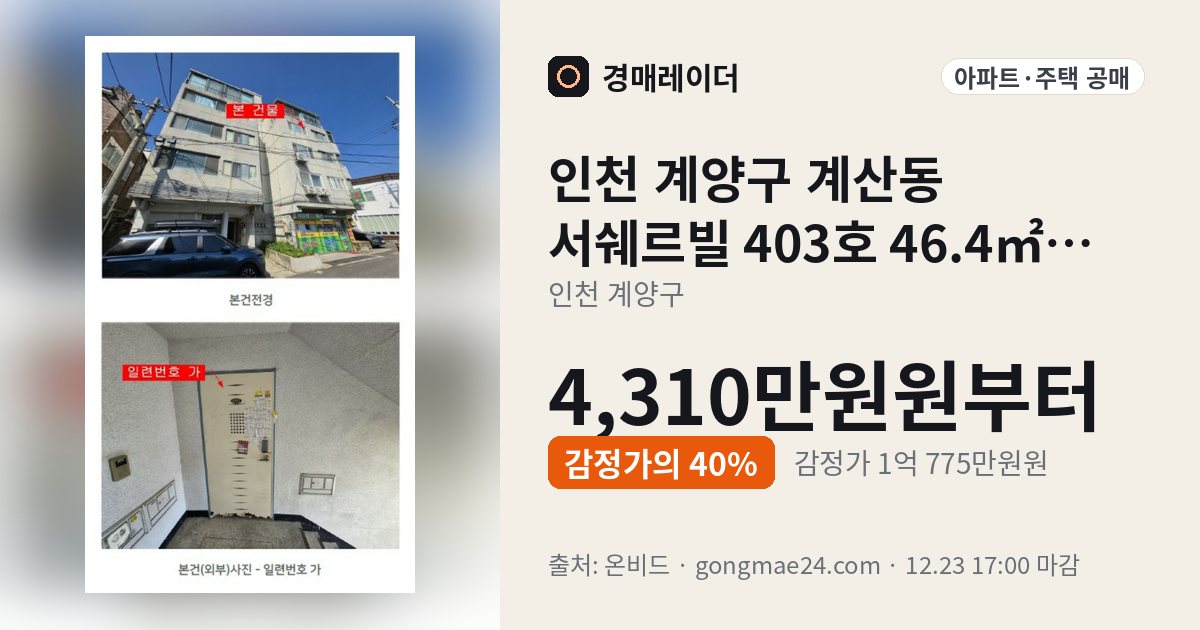 본 건물
본건전경
일련번호 가
본건(외부)사진 - 일련번호 가
경매레이더
아파트·주택 공매
인천 계양구 계산동
서쉐르빌 403호 46.4㎡…
인천 계양구
4,310만원원부터
감정가의 40%
감정가 1억 775만원원
출처: 온비드 · gongmae24.com · 12.23 17:00 마감